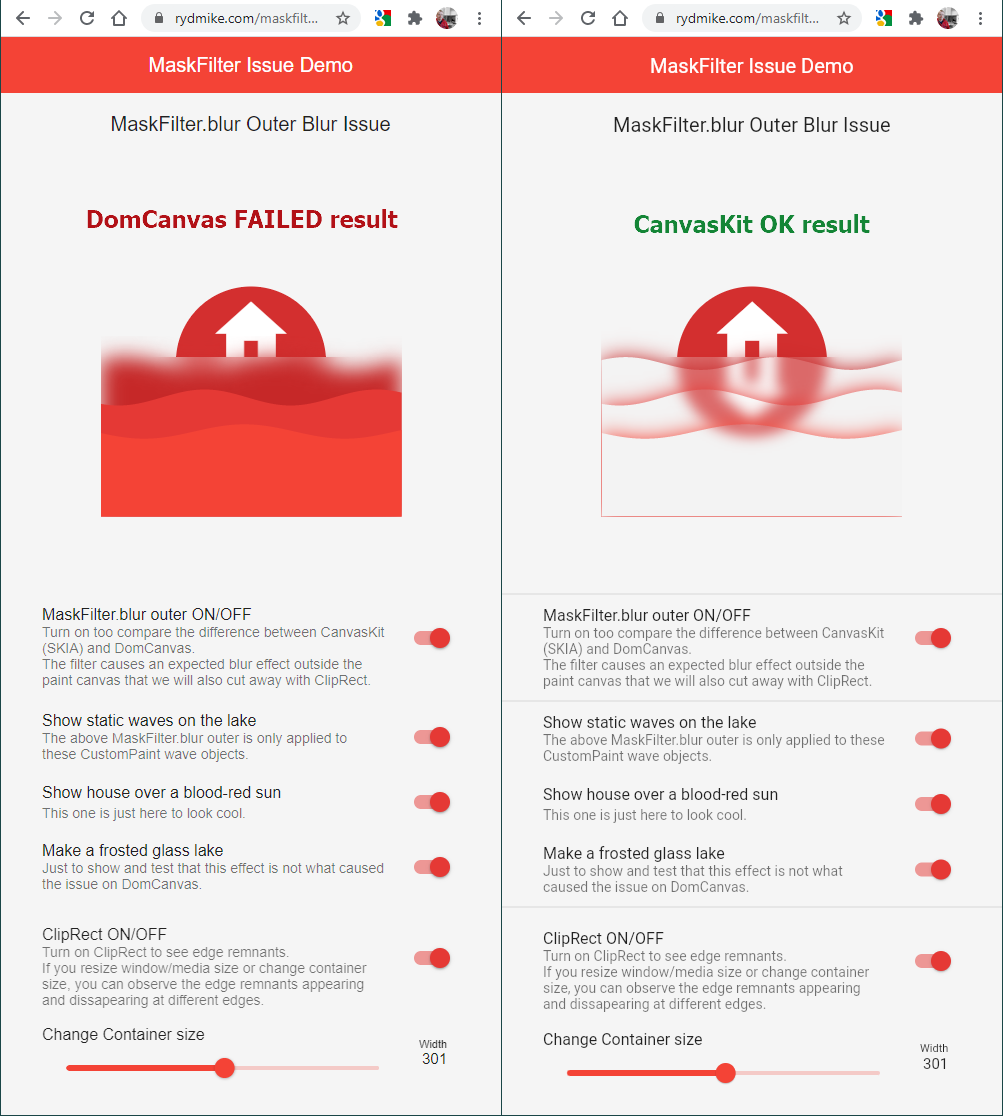 rydmike.com/maskfilt...
MaskFilter Issue Demo
MaskFilter.blur Outer Blur Issue
DomCanvas FAILED result
MaskFilter.blur outer ON/OFF
Turn on too compare the difference between CanvasKit
(SKIA) and DomCanvas.
The filter causes an expected blur effect outside the
paint canvas that we will also cut away with ClipRect.
Show static waves on the lake
The above MaskFilter.blur outer is only applied to
these CustomPaint wave objects.
Show house over a blood-red sun
This one is just here to look cool.
Make a frosted glass lake
Just to show and test that this effect is not what caused
the issue on DomCanvas.
ClipRect ON/OFF
Turn on ClipRect to see edge remnants.
If you resize window/media size or change container
size, you can observe the edge remnants appearing
and dissapearing at different edges.
Change Container size
Width
301
rydmike.com/maskfilt...
MaskFilter Issue Demo
MaskFilter.blur Outer Blur Issue
CanvasKit OK result
MaskFilter.blur outer ON/OFF
Turn on too compare the difference between CanvasKit
(SKIA) and DomCanvas.
The filter causes an expected blur effect outside the
paint canvas that we will also cut away with ClipRect.
Show static waves on the lake
The above MaskFilter.blur outer is only applied to these
CustomPaint wave objects.
Show house over a blood-red sun
This one is just here to look cool.
Make a frosted glass lake
Just to show and test that this effect is not what
caused the issue on DomCanvas.
ClipRect ON/OFF
Turn on ClipRect to see edge remnants.
If you resize window/media size or change container
size, you can observe the edge remnants appearing
and dissapearing at different edges.
Change Container size
Width
301